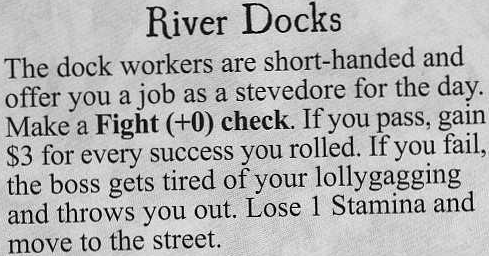 River Docks
The dock workers are short-handed and
offer you a job as a stevedore for the day.
Make a Fight (+0) check. If you pass, gain
$3 for every success you rolled. If you fail,
the boss gets tired of your lollygagging
and throws you out. Lose 1 Stamina and
move to the street.